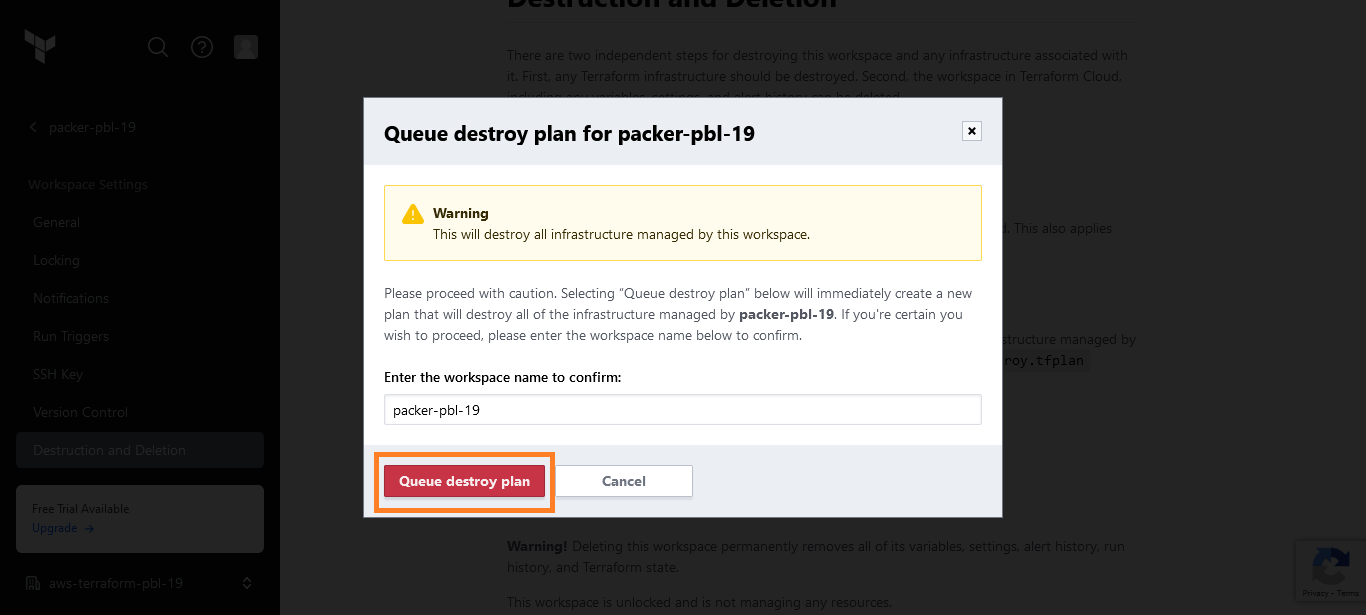 Destruction and Deletion
There are two independent steps for destroying this workspace and any infrastructure associated with
it. First, any Terraform infrastructure should be destroyed. Second, the workspace in Terraform Cloud,
including any variables, settings, and alert history can be deleted.
packer-pbl-19
Workspace Settings
General
Locking
Notifications
Run Triggers
SSH Key
Version Control
Destruction and Deletion
Free Trial Available
Upgrade →
aws-terraform-pbl-19
Queue destroy plan for packer-pbl-19
Warning
This will destroy all infrastructure managed by this workspace.
Please proceed with caution. Selecting “Queue destroy plan” below will immediately create a new
plan that will destroy all of the infrastructure managed by packer-pbl-19. If you're certain you
wish to proceed, please enter the workspace name below to confirm.
Enter the workspace name to confirm:
packer-pbl-19
Queue destroy plan
Cancel
. This also applies
structure managed by
roy.tfplan
Warning! Deleting this workspace permanently removes all of its variables, settings, alert history, run
history, and Terraform state.
This workspace is unlocked and is not managing any resources.
Privacy - Terms